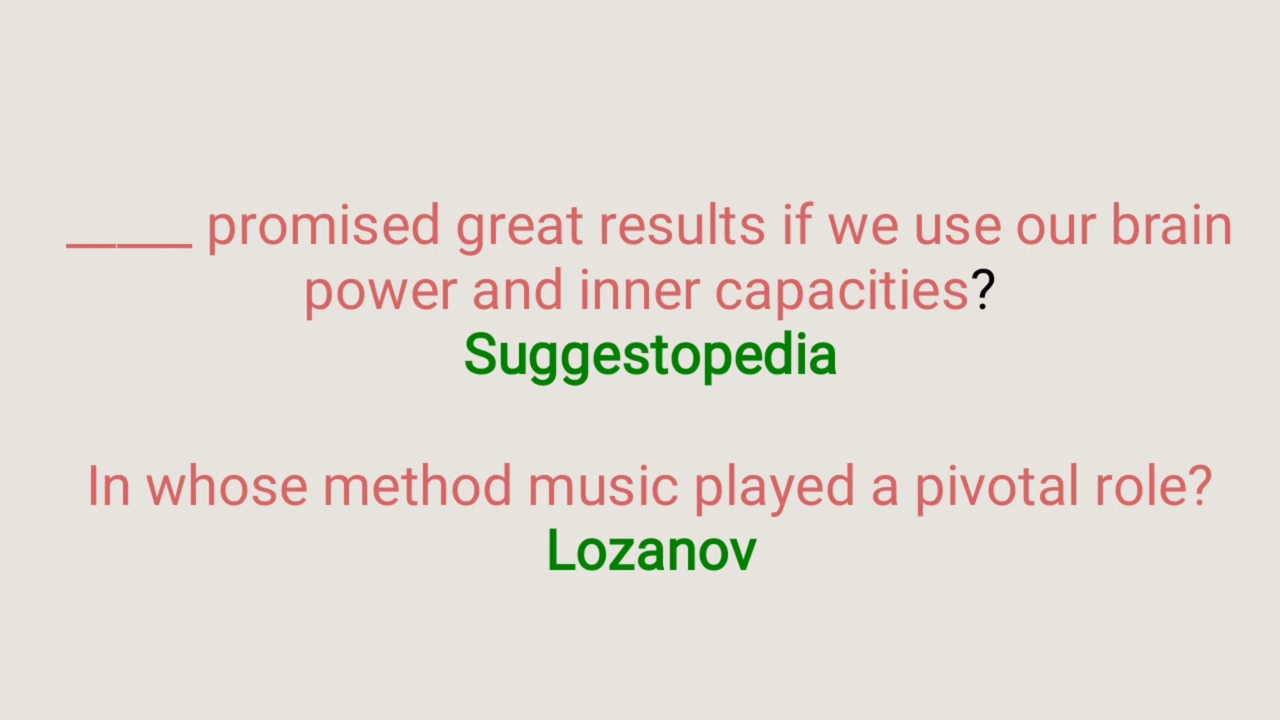 _____ promised great results if we use our brain
power and inner capacities?
Suggestopedia
In whose method music played a pivotal role?
Lozanov